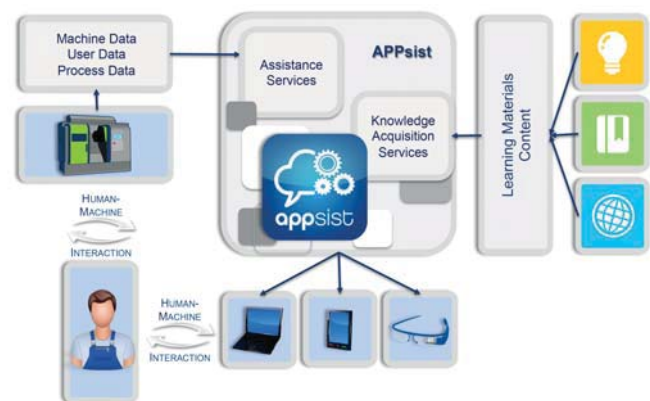 Machine Data
User Data
Process Data
Assistance
Services
APPsist
Knowledge
Acquisition
Services
appsist
Learning Materials
Content
HUMAN-
MACHINE
INTERACTION
HUMAN-
MACHINE
INTERACTION